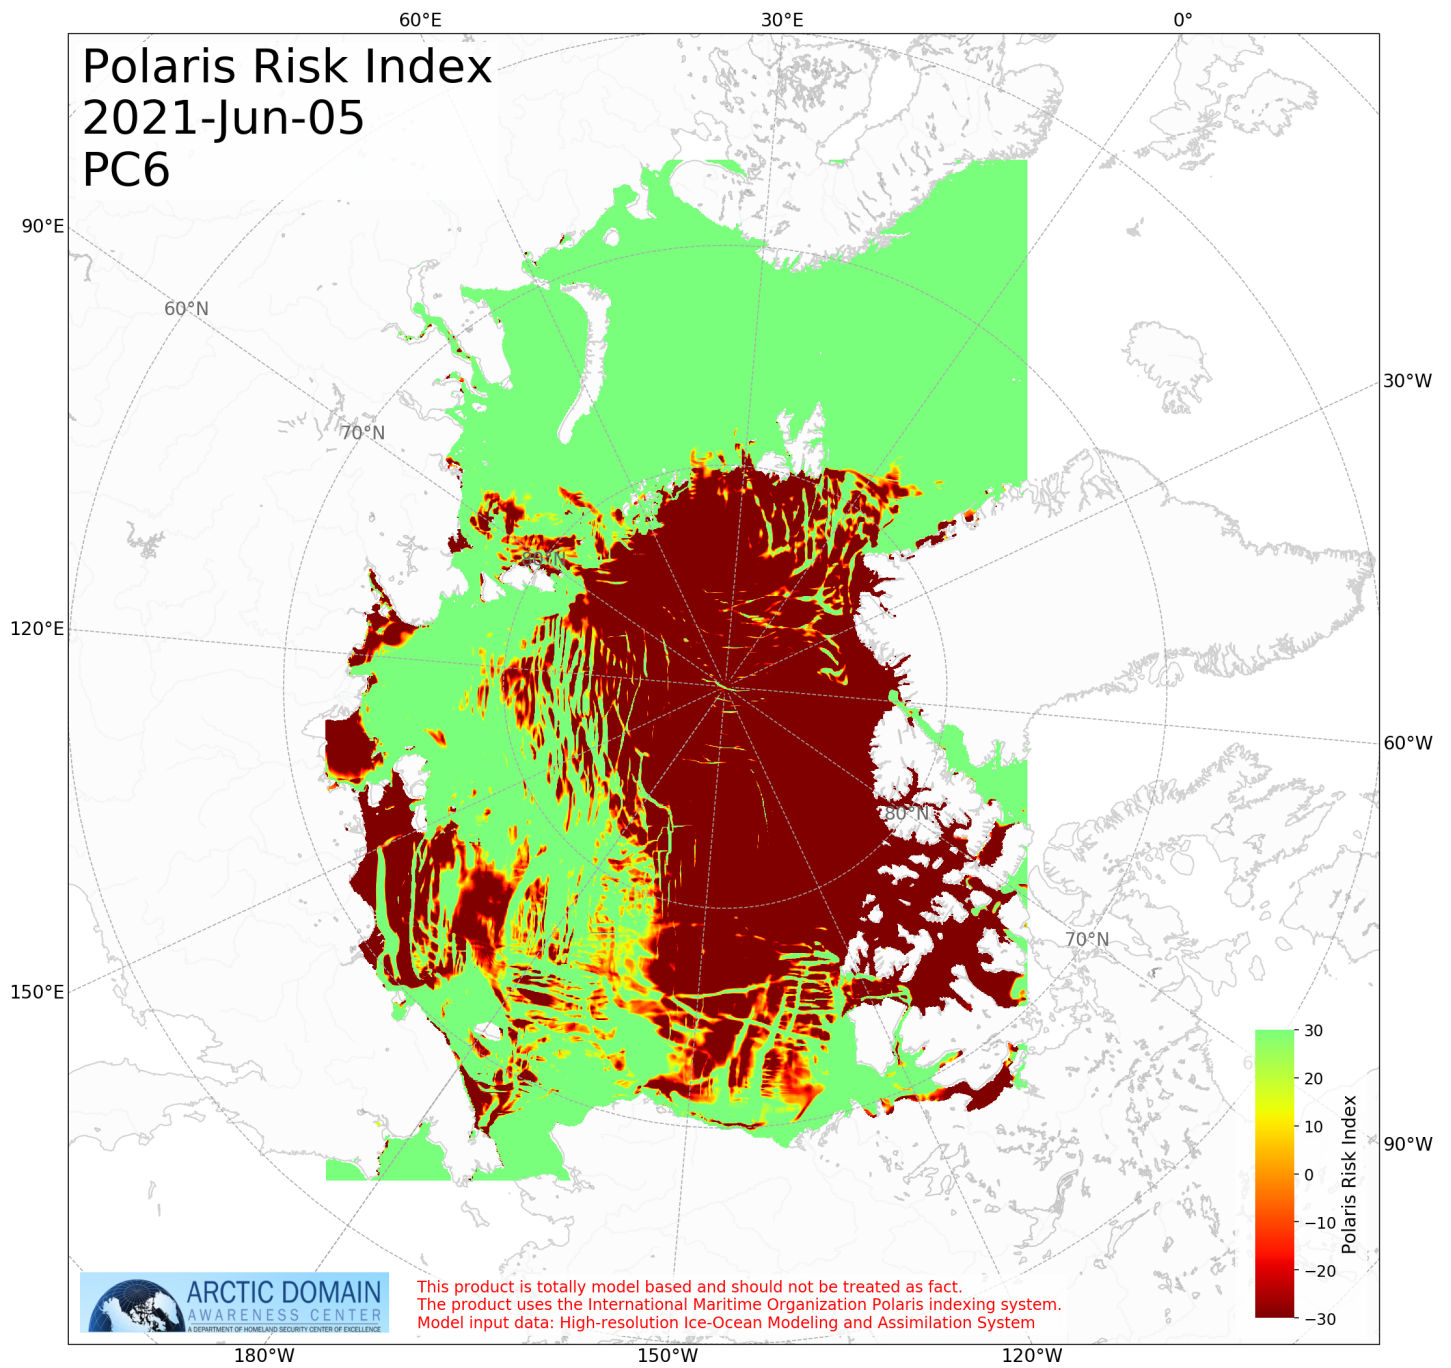 60°E 30°E 0°
Polaris Risk Index
2021-Jun-05
PC6
90°E
60°N
30°W
70°N
80°N
120°E
60°W
80°N
70°N
150°E
30
20
10
0
−10
−20
−30
Polaris Risk Index
90°W
ARCTIC DOMAIN
AWARENESS CENTER
A DEPARTMENT OF HOMELAND SECURITY CENTER OF EXCELLENCE
This product is totally model based and should not be treated as fact.
The product uses the International Maritime Organization Polaris indexing system.
Model input data: High-resolution Ice-Ocean Modeling and Assimilation System
180°W 150°W 120°W